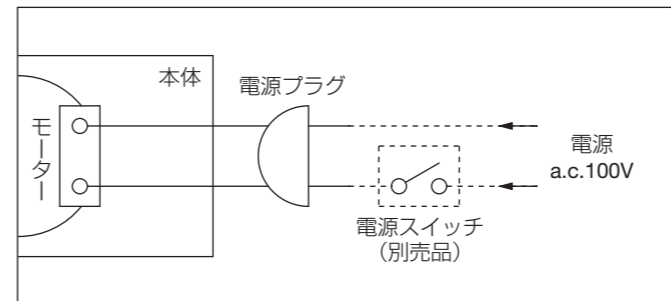 本体
電源プラグ
モーター
電源
a.c.100V
電源スイッチ
（別売品）